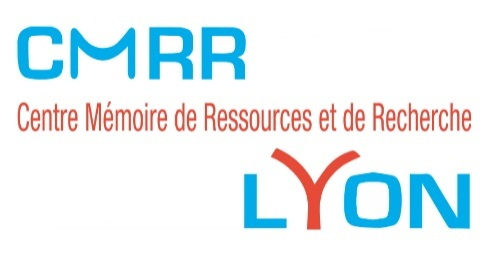 CMRR
Centre Mémoire de Ressources et de Recherche
LYON